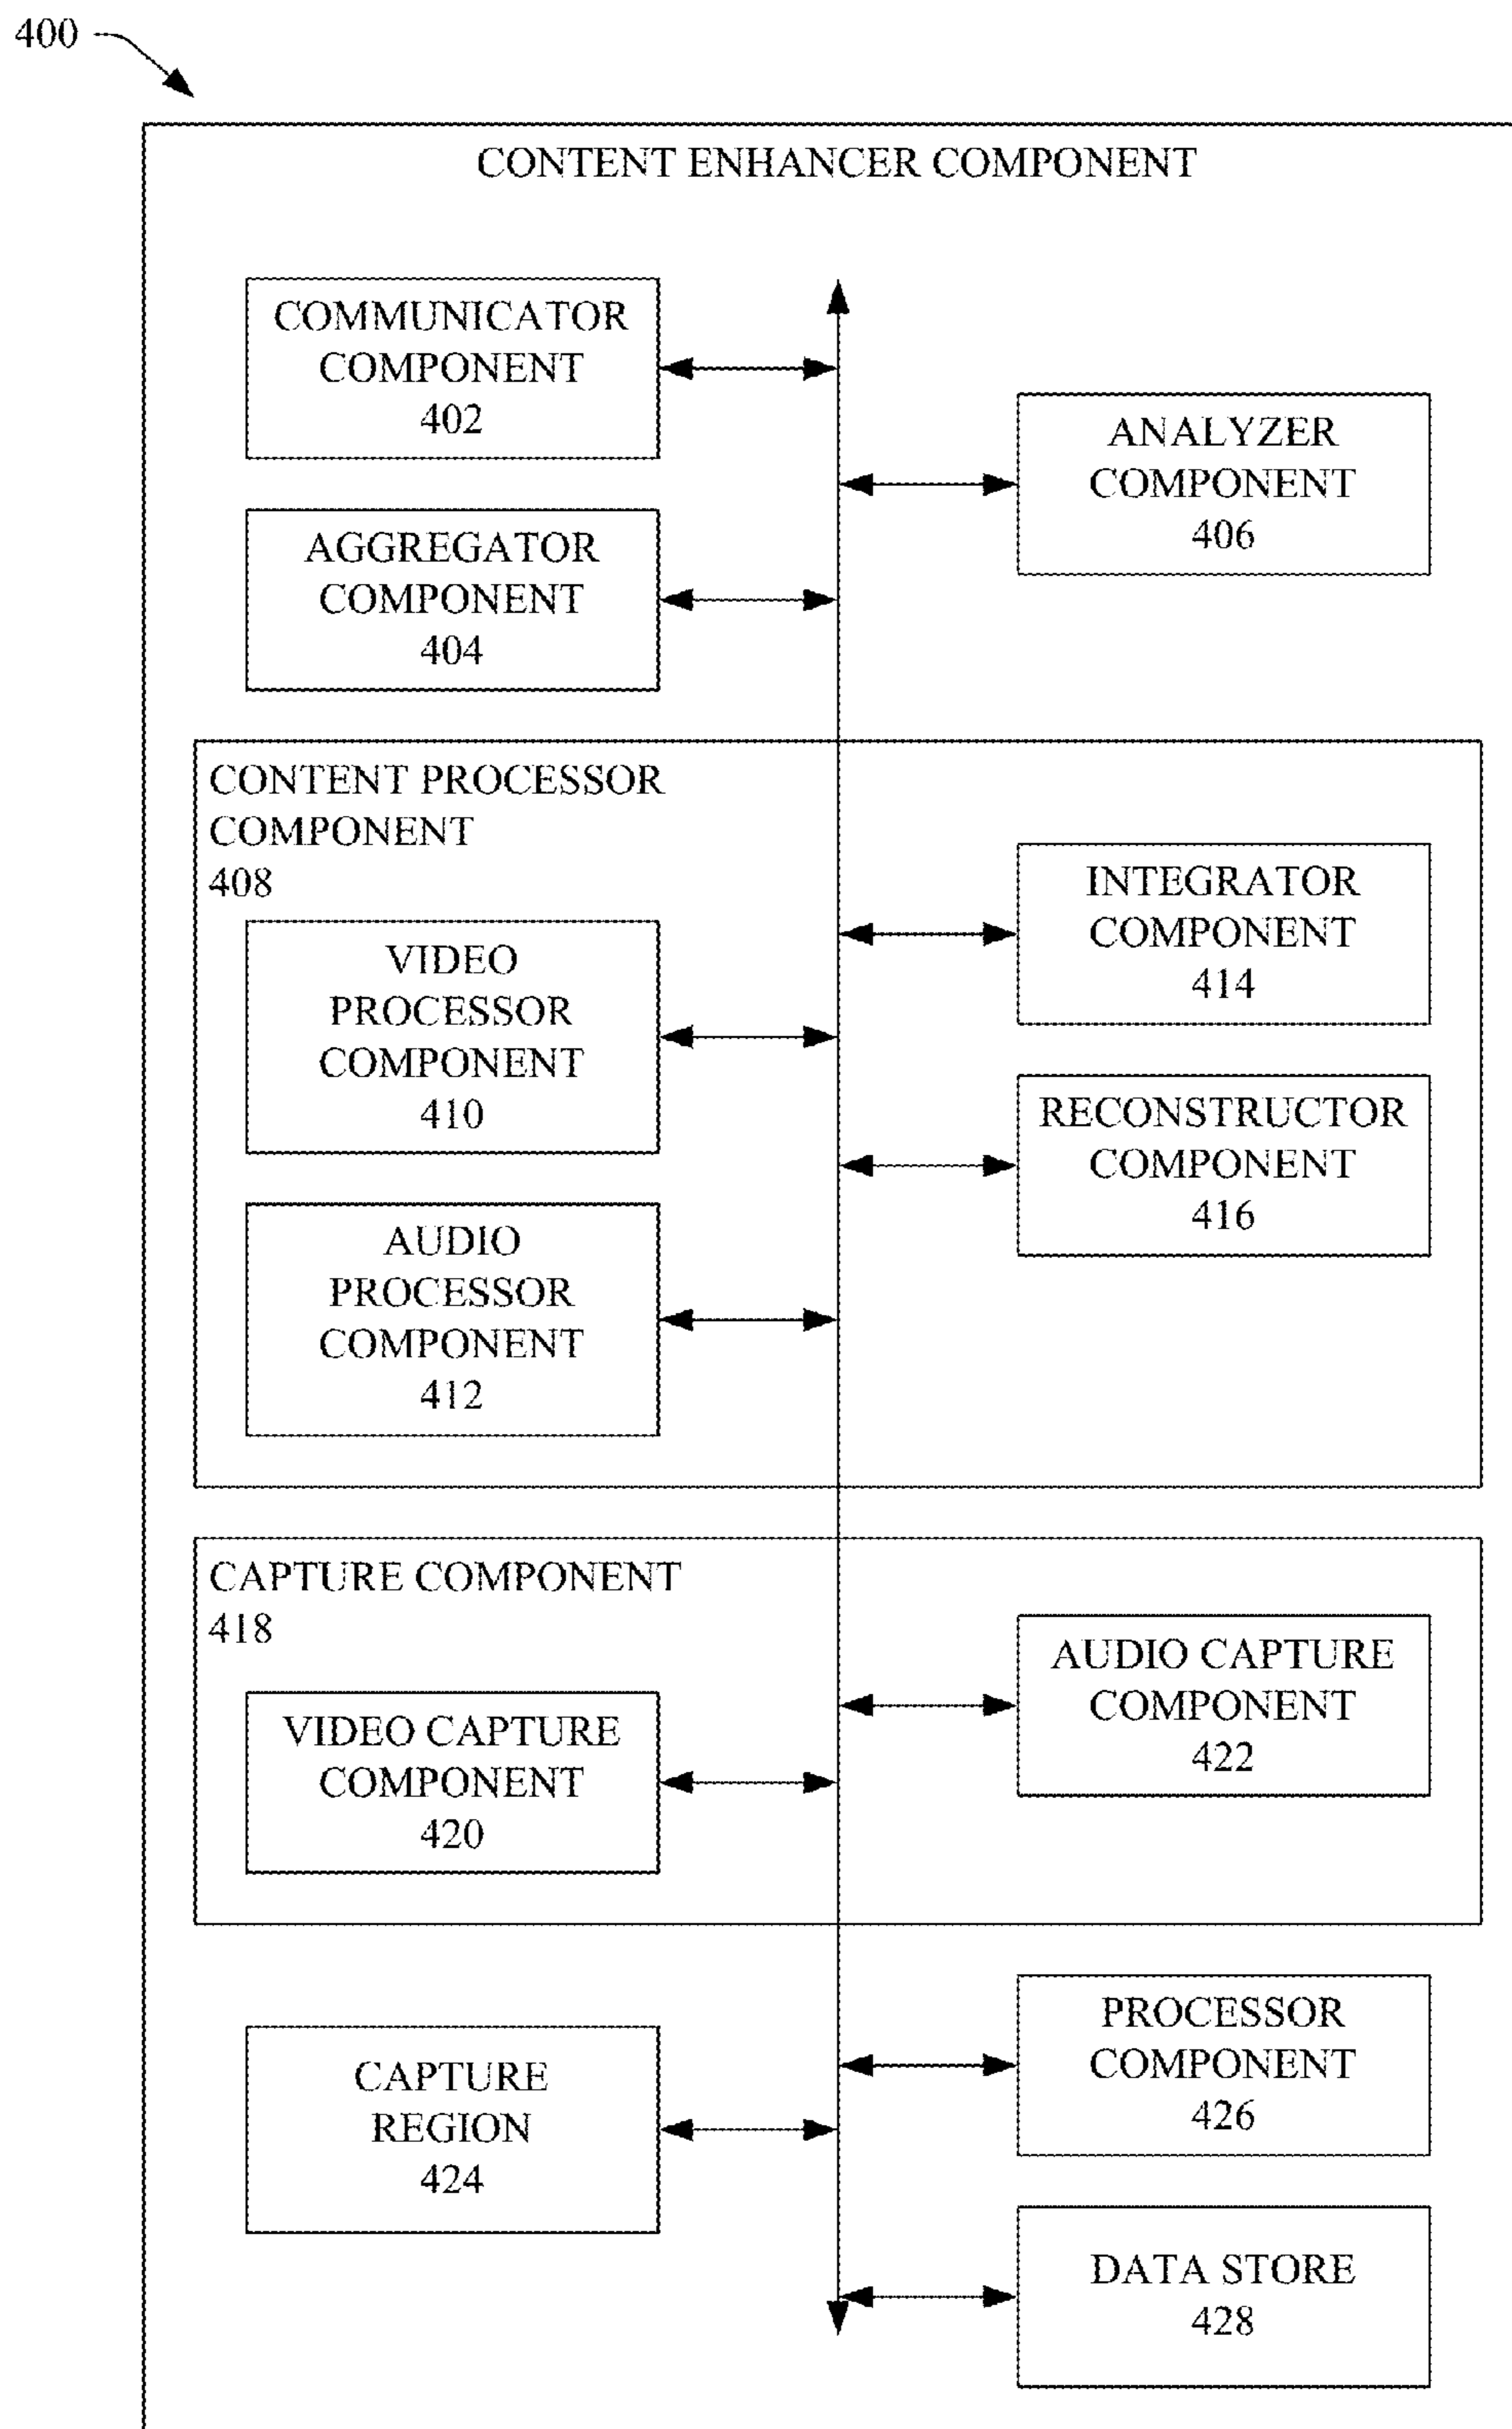 400
CONTENT ENHANCER COMPONENT
COMMUNICATOR
COMPONENT
402
ANALYZER
COMPONENT
406
AGGREGATOR
COMPONENT
404
CONTENT PROCESSOR
COMPONENT
408
INTEGRATOR
COMPONENT
414
VIDEO
PROCESSOR
COMPONENT
410
RECONSTRUCTOR
COMPONENT
416
AUDIO
PROCESSOR
COMPONENT
412
CAPTURE COMPONENT
418
AUDIO CAPTURE
COMPONENT
422
VIDEO CAPTURE
COMPONENT
420
PROCESSOR
COMPONENT
426
CAPTURE
REGION
424
DATA STORE
428